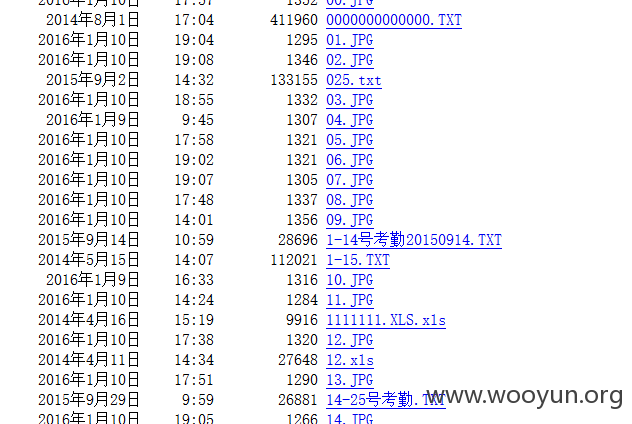 2016年1月10日 17:57 1352 00.JPG
2014年8月1日 17:04 411960 0000000000000.TXT
2016年1月10日 19:04 1295 01.JPG
2016年1月10日 19:08 1346 02.JPG
2015年9月2日 14:32 133155 025.txt
2016年1月10日 18:55 1332 03.JPG
2016年1月9日 9:45 1307 04.JPG
2016年1月10日 17:58 1321 05.JPG
2016年1月10日 19:02 1321 06.JPG
2016年1月10日 19:07 1305 07.JPG
2016年1月10日 17:48 1337 08.JPG
2016年1月10日 14:01 1356 09.JPG
2015年9月14日 10:59 28696 1-14号考勤20150914.TXT
2014年5月15日 14:07 112021 1-15.TXT
2016年1月9日 16:33 1316 10.JPG
2016年1月10日 14:24 1284 11.JPG
2014年4月16日 15:19 9916 1111111.XLS.xls
2016年1月10日 17:38 1320 12.JPG
2014年4月11日 14:34 27648 12.xls
2016年1月10日 17:51 1290 13.JPG
2015年9月29日 9:59 26881 14-25号考勤.TXT
www.wooyun.org
2016年1月10日 19:05 1266 14.JPG